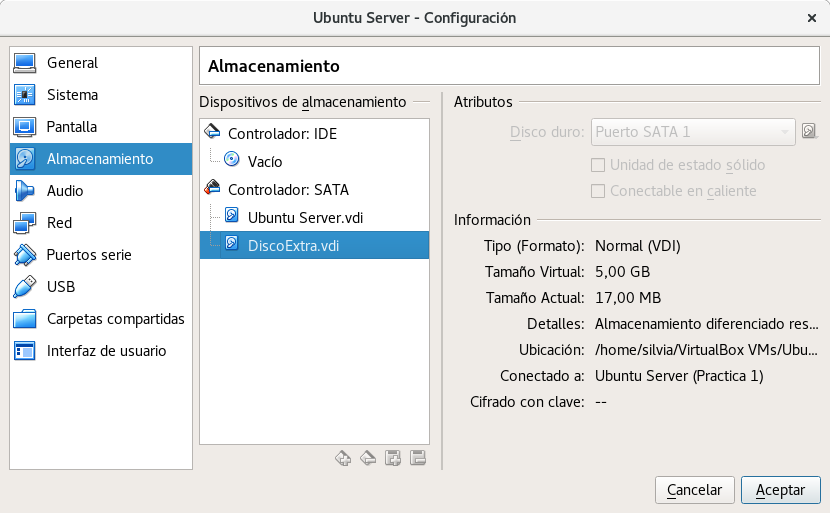 Ubuntu Server - Configuración
General
Sistema
Pantalla
Almacenamiento
Audio
Red
Puertos serie
USB
Carpetas compartidas
Interfaz de usuario
Almacenamiento
Dispositivos de almacenamiento
Controlador: IDE
Vacío
Controlador: SATA
Ubuntu Server.vdi
DiscoExtra.vdi
Atributos
Disco duro: Puerto SATA 1
Unidad de estado sólido
Conectable en caliente
Información
Tipo (Formato): Normal (VDI)
Tamaño Virtual: 5,00 GB
Tamaño Actual: 17,00 MB
Detalles: Almacenamiento diferenciado res...
Ubicación: /home/silvia/VirtualBox VMs/Ubu...
Conectado a: Ubuntu Server (Practica 1)
Cifrado con clave: --
Cancelar
Aceptar